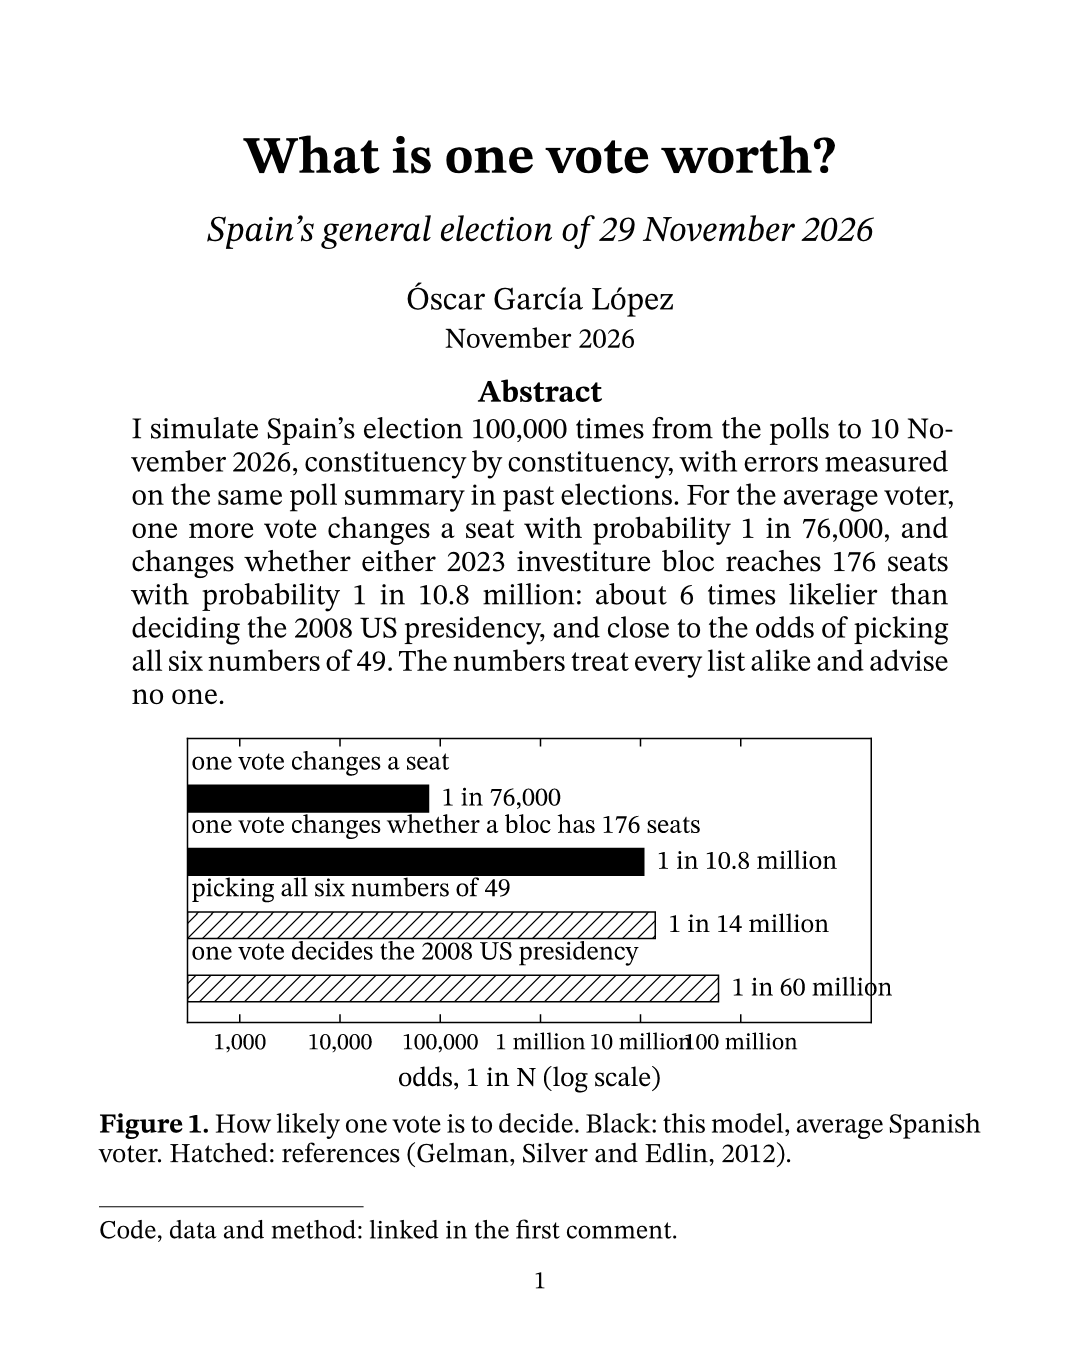 What is one vote worth?
Spain’s general election of 29 November 2026
Óscar García López
November 2026
Abstract
I simulate Spain’s election 100,000 times from the polls to 10 No-
vember 2026, constituency by constituency, with errors measured
on the same poll summary in past elections. For the average voter,
one more vote changes a seat with probability 1 in 76,000, and
changes whether either 2023 investiture bloc reaches 176 seats
with probability 1 in 10.8 million: about 6 times likelier than
deciding the 2008 US presidency, and close to the odds of picking
all six numbers of 49. The numbers treat every list alike and advise
no one.
one vote changes a seat
1 in 76,000
one vote changes whether a bloc has 176 seats
1 in 10.8 million
picking all six numbers of 49
1 in 14 million
one vote decides the 2008 US presidency
1 in 60 million
1,000 10,000 100,000 1 million 10 million 100 million
odds, 1 in N (log scale)
Figure 1. How likely one vote is to decide. Black: this model, average Spanish
voter. Hatched: references (Gelman, Silver and Edlin, 2012).
Code, data and method: linked in the first comment.
1